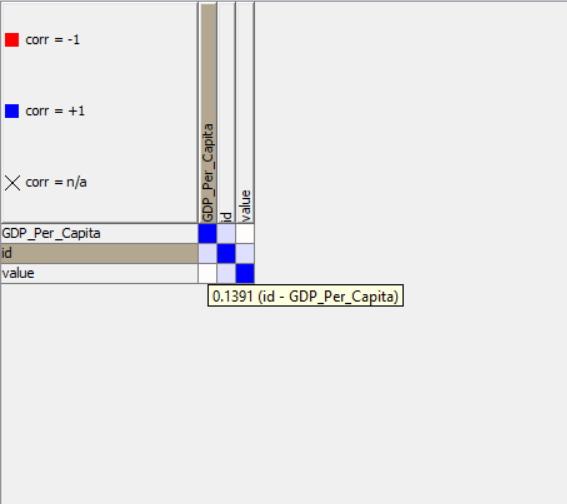 corr = -1
corr = +1
corr = n/a
GDP_Per_Capita
id
value
GDP_Per_Capita
id
value
0.1391 (id - GDP_Per_Capita)